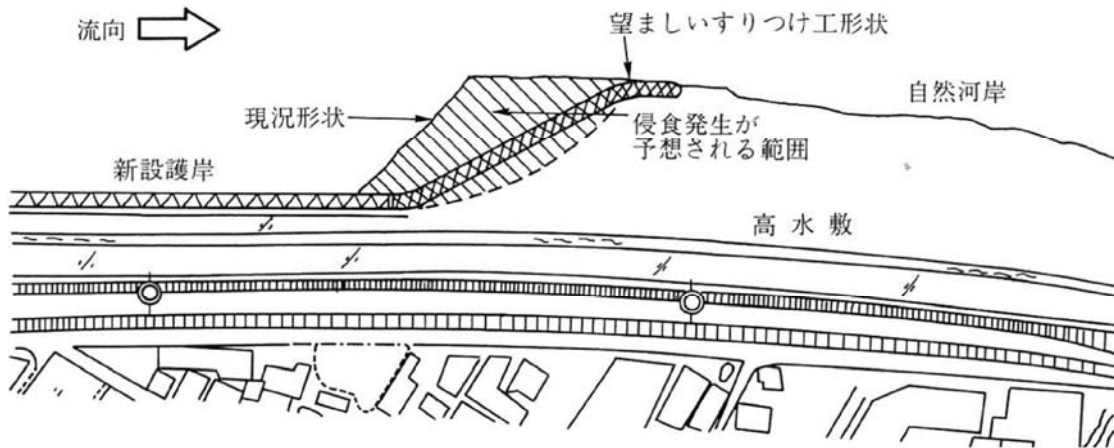 流向
望ましいすりつけ工形状
自然河岸
現況形状
侵食発生が
予想される範囲
新設護岸
高水敷